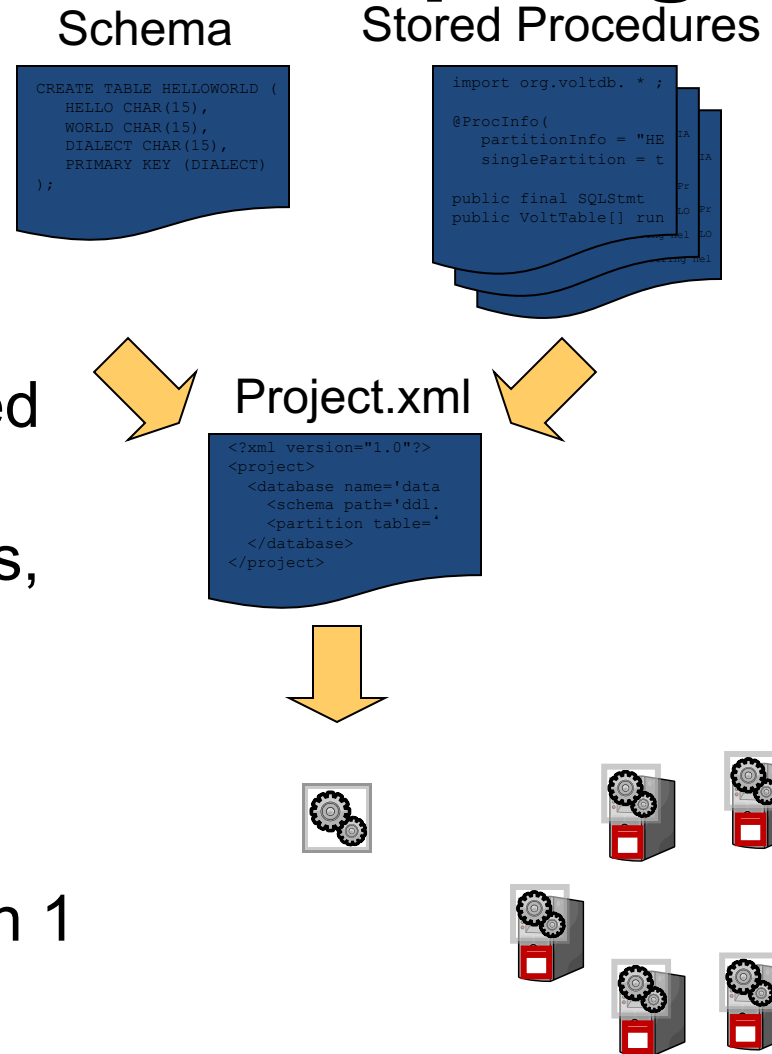 Schema
Stored Procedures
CREATE TABLE HELLOWORLD (
HELLO CHAR(15),
WORLD CHAR(15),
DIALECT CHAR(15),
PRIMARY KEY (DIALECT)
);
import org.voltdb. * ;
@ProcInfo(
partitionInfo = "HE
singlePartition = t
public final SQLStmt
public VoltTable[] run
ed
Project.xml
<?xml version="1.0"?>
<project>
<database name='data
<schema path='ddl.
<partition table=‘
</database>
</project>
s,
n 1